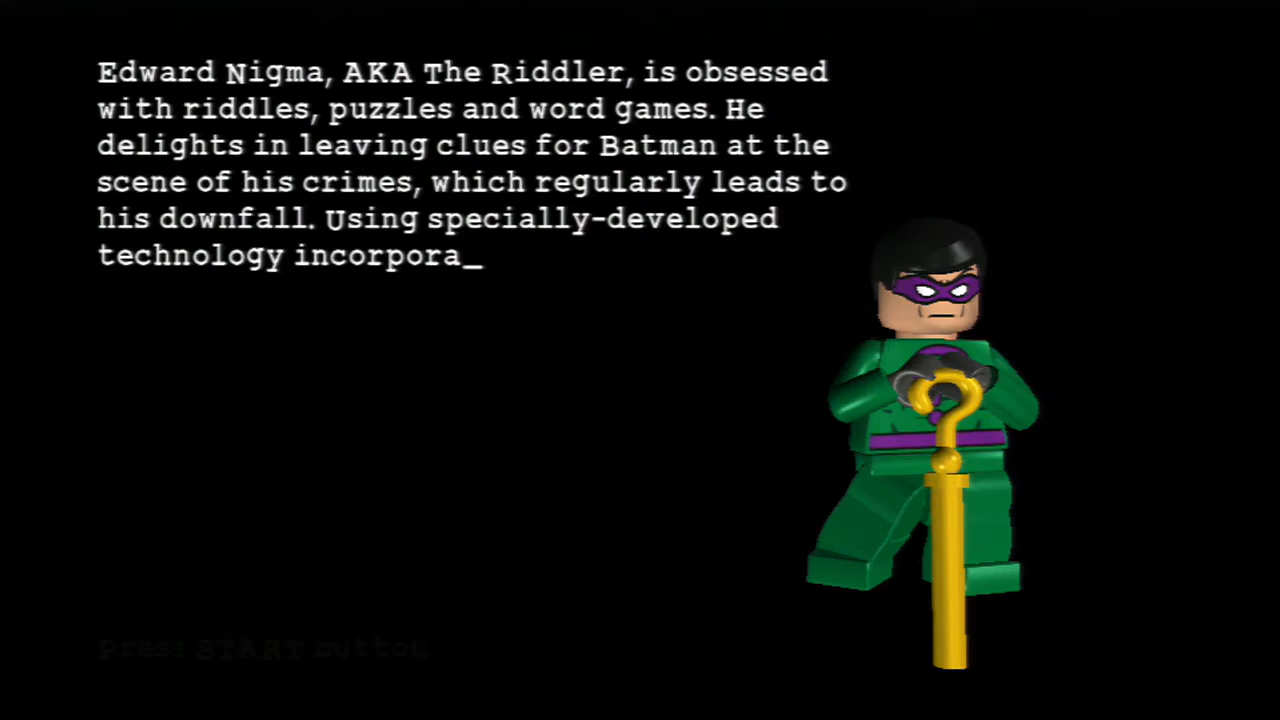 Edward Nigma, AKA The Riddler, is obsessed
with riddles, puzzles and word games. He
delights in leaving clues for Batman at the
scene of his crimes, which regularly leads to
his downfall. Using specially-developed
technology incorpora_
Press START button